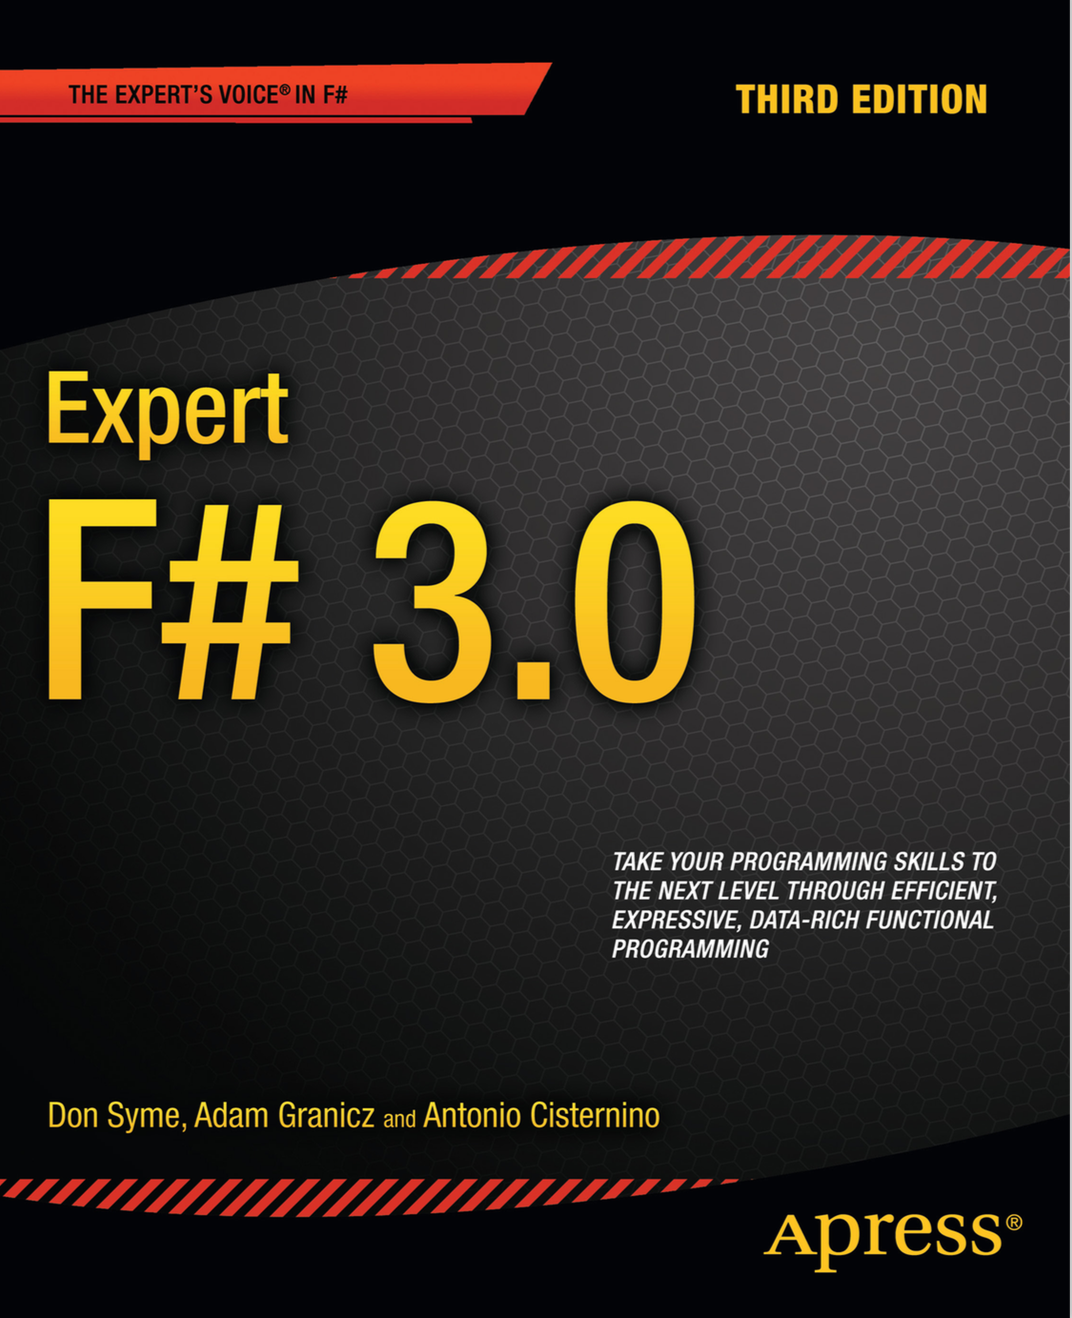 THE EXPERT'S VOICE® IN F#
THIRD EDITION
Expert
F# 3.0
TAKE YOUR PROGRAMMING SKILLS TO
THE NEXT LEVEL THROUGH EFFICIENT,
EXPRESSIVE, DATA-RICH FUNCTIONAL
PROGRAMMING
Don Syme, Adam Granicz and Antonio Cisternino
Apress®